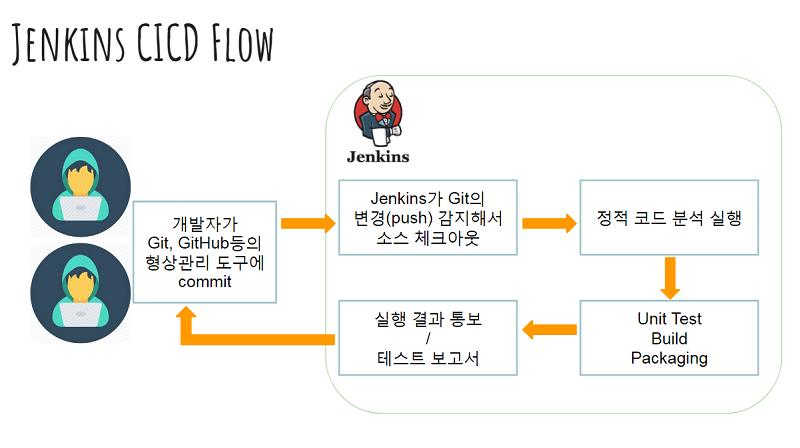 JENKINS CICD FLOW
Jenkins
개발자가
Git, GitHub등의
형상관리 도구에
commit
Jenkins가 Git의
변경(push) 감지해서
소스 체크아웃
정적 코드 분석 실행
Unit Test
Build
Packaging
실행 결과 통보
/
테스트 보고서